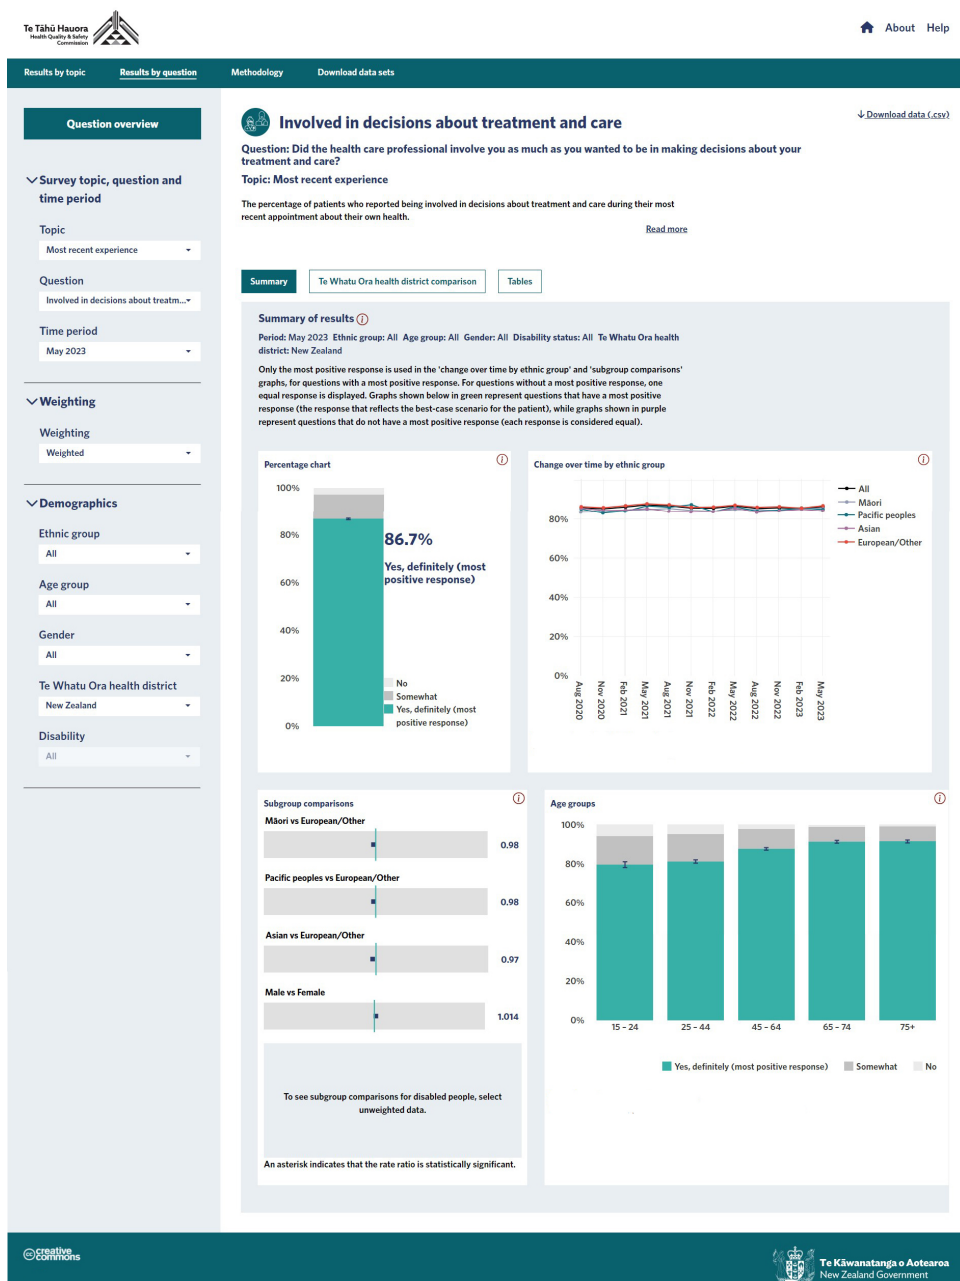 Te Tāhū Hauora
Health Quality & Safety
Commission
About
Help
Results by topic
Results by question
Methodology
Download data sets
Question overview
Survey topic, question and
time period
Topic
Most recent experience
Question
Involved in decisions about treatm...
Time period
May 2023
Weighting
Weighting
Weighted
Demographics
Ethnic group
All
Age group
All
Gender
All
Te Whatu Ora health district
New Zealand
Disability
All
Involved in decisions about treatment and care
Download data (.csv)
Question: Did the health care professional involve you as much as you wanted to be in making decisions about your
treatment and care?
Topic: Most recent experience
The percentage of patients who reported being involved in decisions about treatment and care during their most
recent appointment about their own health.
Read more
Summary
Te Whatu Ora health district comparison
Tables
Summary of results
Period: May 2023 Ethnic group: All Age group: All Gender: All Disability status: All Te Whatu Ora health
district: New Zealand
Only the most positive response is used in the 'change over time by ethnic group' and 'subgroup comparisons'
graphs, for questions with a most positive response. For questions without a most positive response, one
equal response is displayed. Graphs shown below in green represent questions that have a most positive
response (the response that reflects the best-case scenario for the patient), while graphs shown in purple
represent questions that do not have a most positive response (each response is considered equal).
Percentage chart
100%
80%
60%
40%
20%
0%
86.7%
Yes, definitely (most
positive response)
No
Somewhat
Yes, definitely (most
positive response)
Change over time by ethnic group
80%
60%
40%
20%
0%
Aug 2020
Nov 2020
Feb 2021
May 2021
Aug 2021
Nov 2021
Feb 2022
May 2022
Aug 2022
Nov 2022
Feb 2023
May 2023
All
Māori
Pacific peoples
Asian
European/Other
Subgroup comparisons
Māori vs European/Other
0.98
Pacific peoples vs European/Other
0.98
Asian vs European/Other
0.97
Male vs Female
1.014
To see subgroup comparisons for disabled people, select
unweighted data.
An asterisk indicates that the rate ratio is statistically significant.
Age groups
100%
80%
60%
40%
20%
0%
15 – 24
25 – 44
45 – 64
65 – 74
75+
Yes, definitely (most positive response)
Somewhat
No
cc creative
commons
Te Kāwanatanga o Aotearoa
New Zealand Government